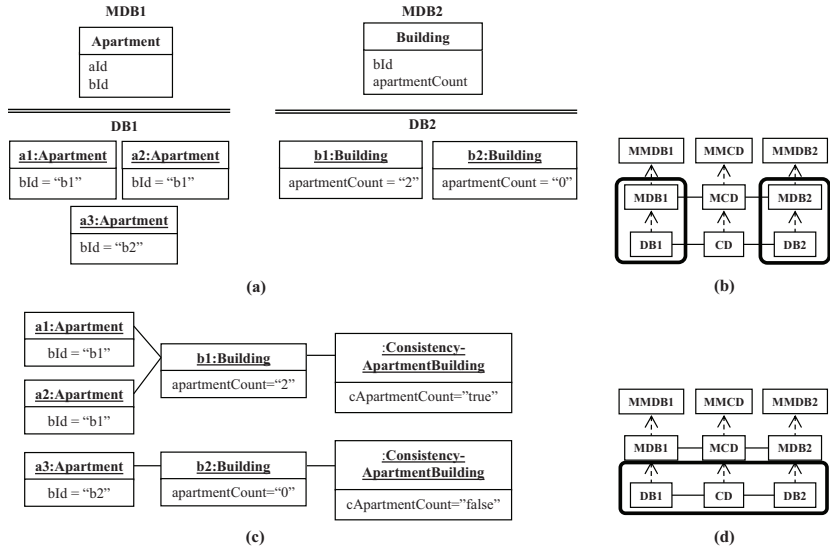 MDB1
Apartment
aId
bId
DB1
a1:Apartment
bId = “b1”
a2:Apartment
bId = “b1”
a3:Apartment
bId = “b2”
MDB2
Building
bId
apartmentCount
DB2
b1:Building
apartmentCount = “2”
b2:Building
apartmentCount = “0”
(a)
MMDB1
MMCD
MMDB2
MDB1
MCD
MDB2
DB1
CD
DB2
(b)
a1:Apartment
bId = “b1”
a2:Apartment
bId = “b1”
b1:Building
apartmentCount=“2”
:Consistency-
ApartmentBuilding
cApartmentCount=”true”
a3:Apartment
bId = “b2”
b2:Building
apartmentCount=“0”
:Consistency-
ApartmentBuilding
cApartmentCount=”false”
(c)
MMDB1
MMCD
MMDB2
MDB1
MCD
MDB2
DB1
CD
DB2
(d)